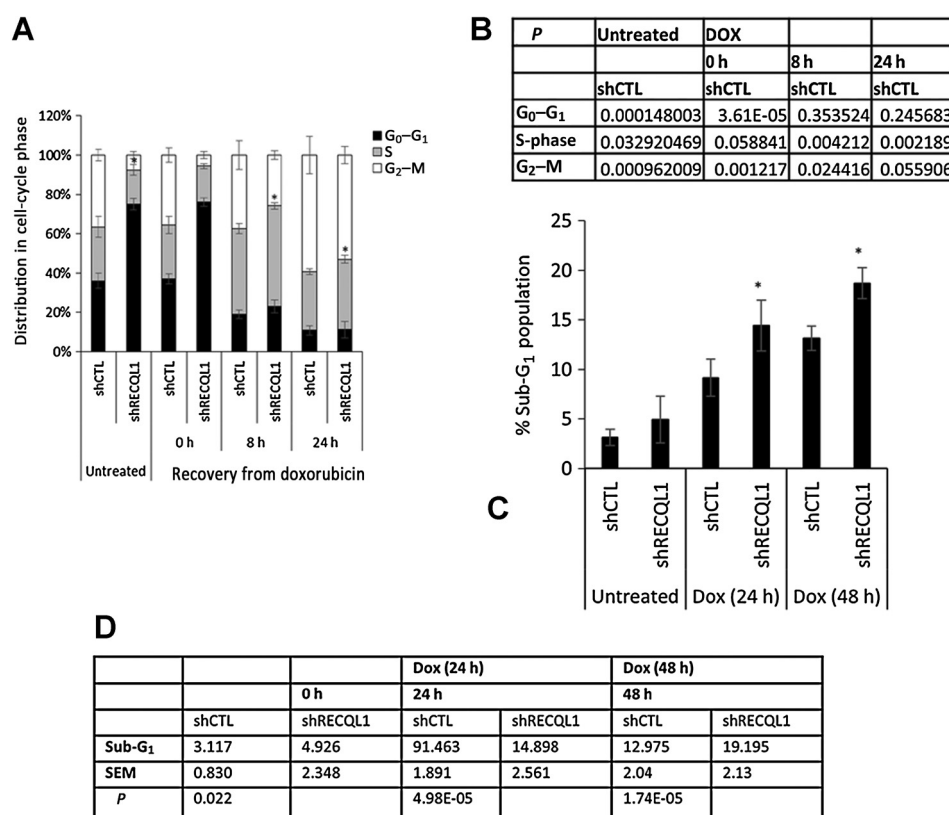 A
Distribution in cell-cycle phase
120%
100%
80%
60%
40%
20%
0%
G₀–G₁
S
G₂–M
*
*
*
shCTL
shRECQL1
shCTL
shRECQL1
shCTL
shRECQL1
shCTL
shRECQL1
0 h 8 h 24 h
Untreated Recovery from doxorubicin
B
P Untreated DOX
0 h 8 h 24 h
shCTL shCTL shCTL shCTL
G₀–G₁ 0.000148003 3.61E-05 0.353524 0.245683
S-phase 0.032920469 0.058841 0.004212 0.002189
G₂–M 0.000962009 0.001217 0.024416 0.055906
C
% Sub-G₁ population
25
20
15
10
5
0
*
*
shCTL
shRECQL1
shCTL
shRECQL1
shCTL
shRECQL1
Untreated Dox (24 h) Dox (48 h)
D
Dox (24 h) Dox (48 h)
0 h 24 h 48 h
shCTL shRECQL1 shCTL shRECQL1 shCTL shRECQL1
Sub-G₁ 3.117 4.926 91.463 14.898 12.975 19.195
SEM 0.830 2.348 1.891 2.561 2.04 2.13
P 0.022 4.98E-05 1.74E-05